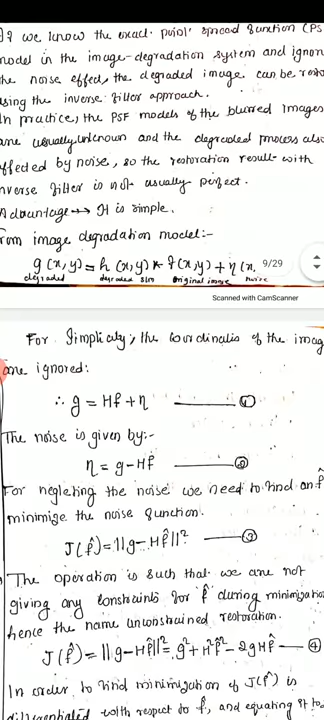 If we know the exact point spread function (PS
model in the image-degradation system and ignor
the noise effect, the degraded image can be resto
using the inverse filter approach.
In practice, the PSF models of the blurred images
are usually unknown and the degraded process also
affected by noise, so the restoration result with
inverse filter is not usually perfect.
Advantage →→ It is simple.
From image degradation model:-
g(x,y) = h(x,y) * f(x,y) + η(x,
degraded degraded Original image noise
9/29
Scanned with CamScanner
For Simplicity, the coordinates of the imag
are ignored:
∴ g = Hf + η ——— ①
The noise is given by:-
η = g - Hf ——— ②
For neglating the noise we need to find an f̂
minimize the noise function.
J(f̂) = ||g - Hf̂||² ——— ③
The operation is such that we are not
giving any constraints for f̂ during minimization
hence the name unconstrained restoration.
J(f̂) = ||g - Hf̂||² = g² + H²f̂² - 2gHf̂ — ④
In order to find minimization of J(f̂) is
differentiated with respect to f̂, and equating it to